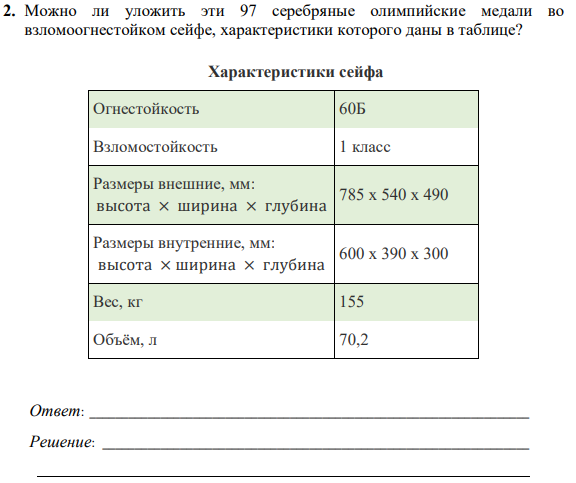 2. Можно ли уложить эти 97 серебряные олимпийские медали во
взломоогнестойком сейфе, характеристики которого даны в таблице?
Характеристики сейфа
Огнестойкость 60Б
Взломостойкость 1 класс
Размеры внешние, мм:
высота × ширина × глубина 785 х 540 х 490
Размеры внутренние, мм:
высота × ширина × глубина 600 х 390 х 300
Вес, кг 155
Объём, л 70,2
Ответ:
Решение: